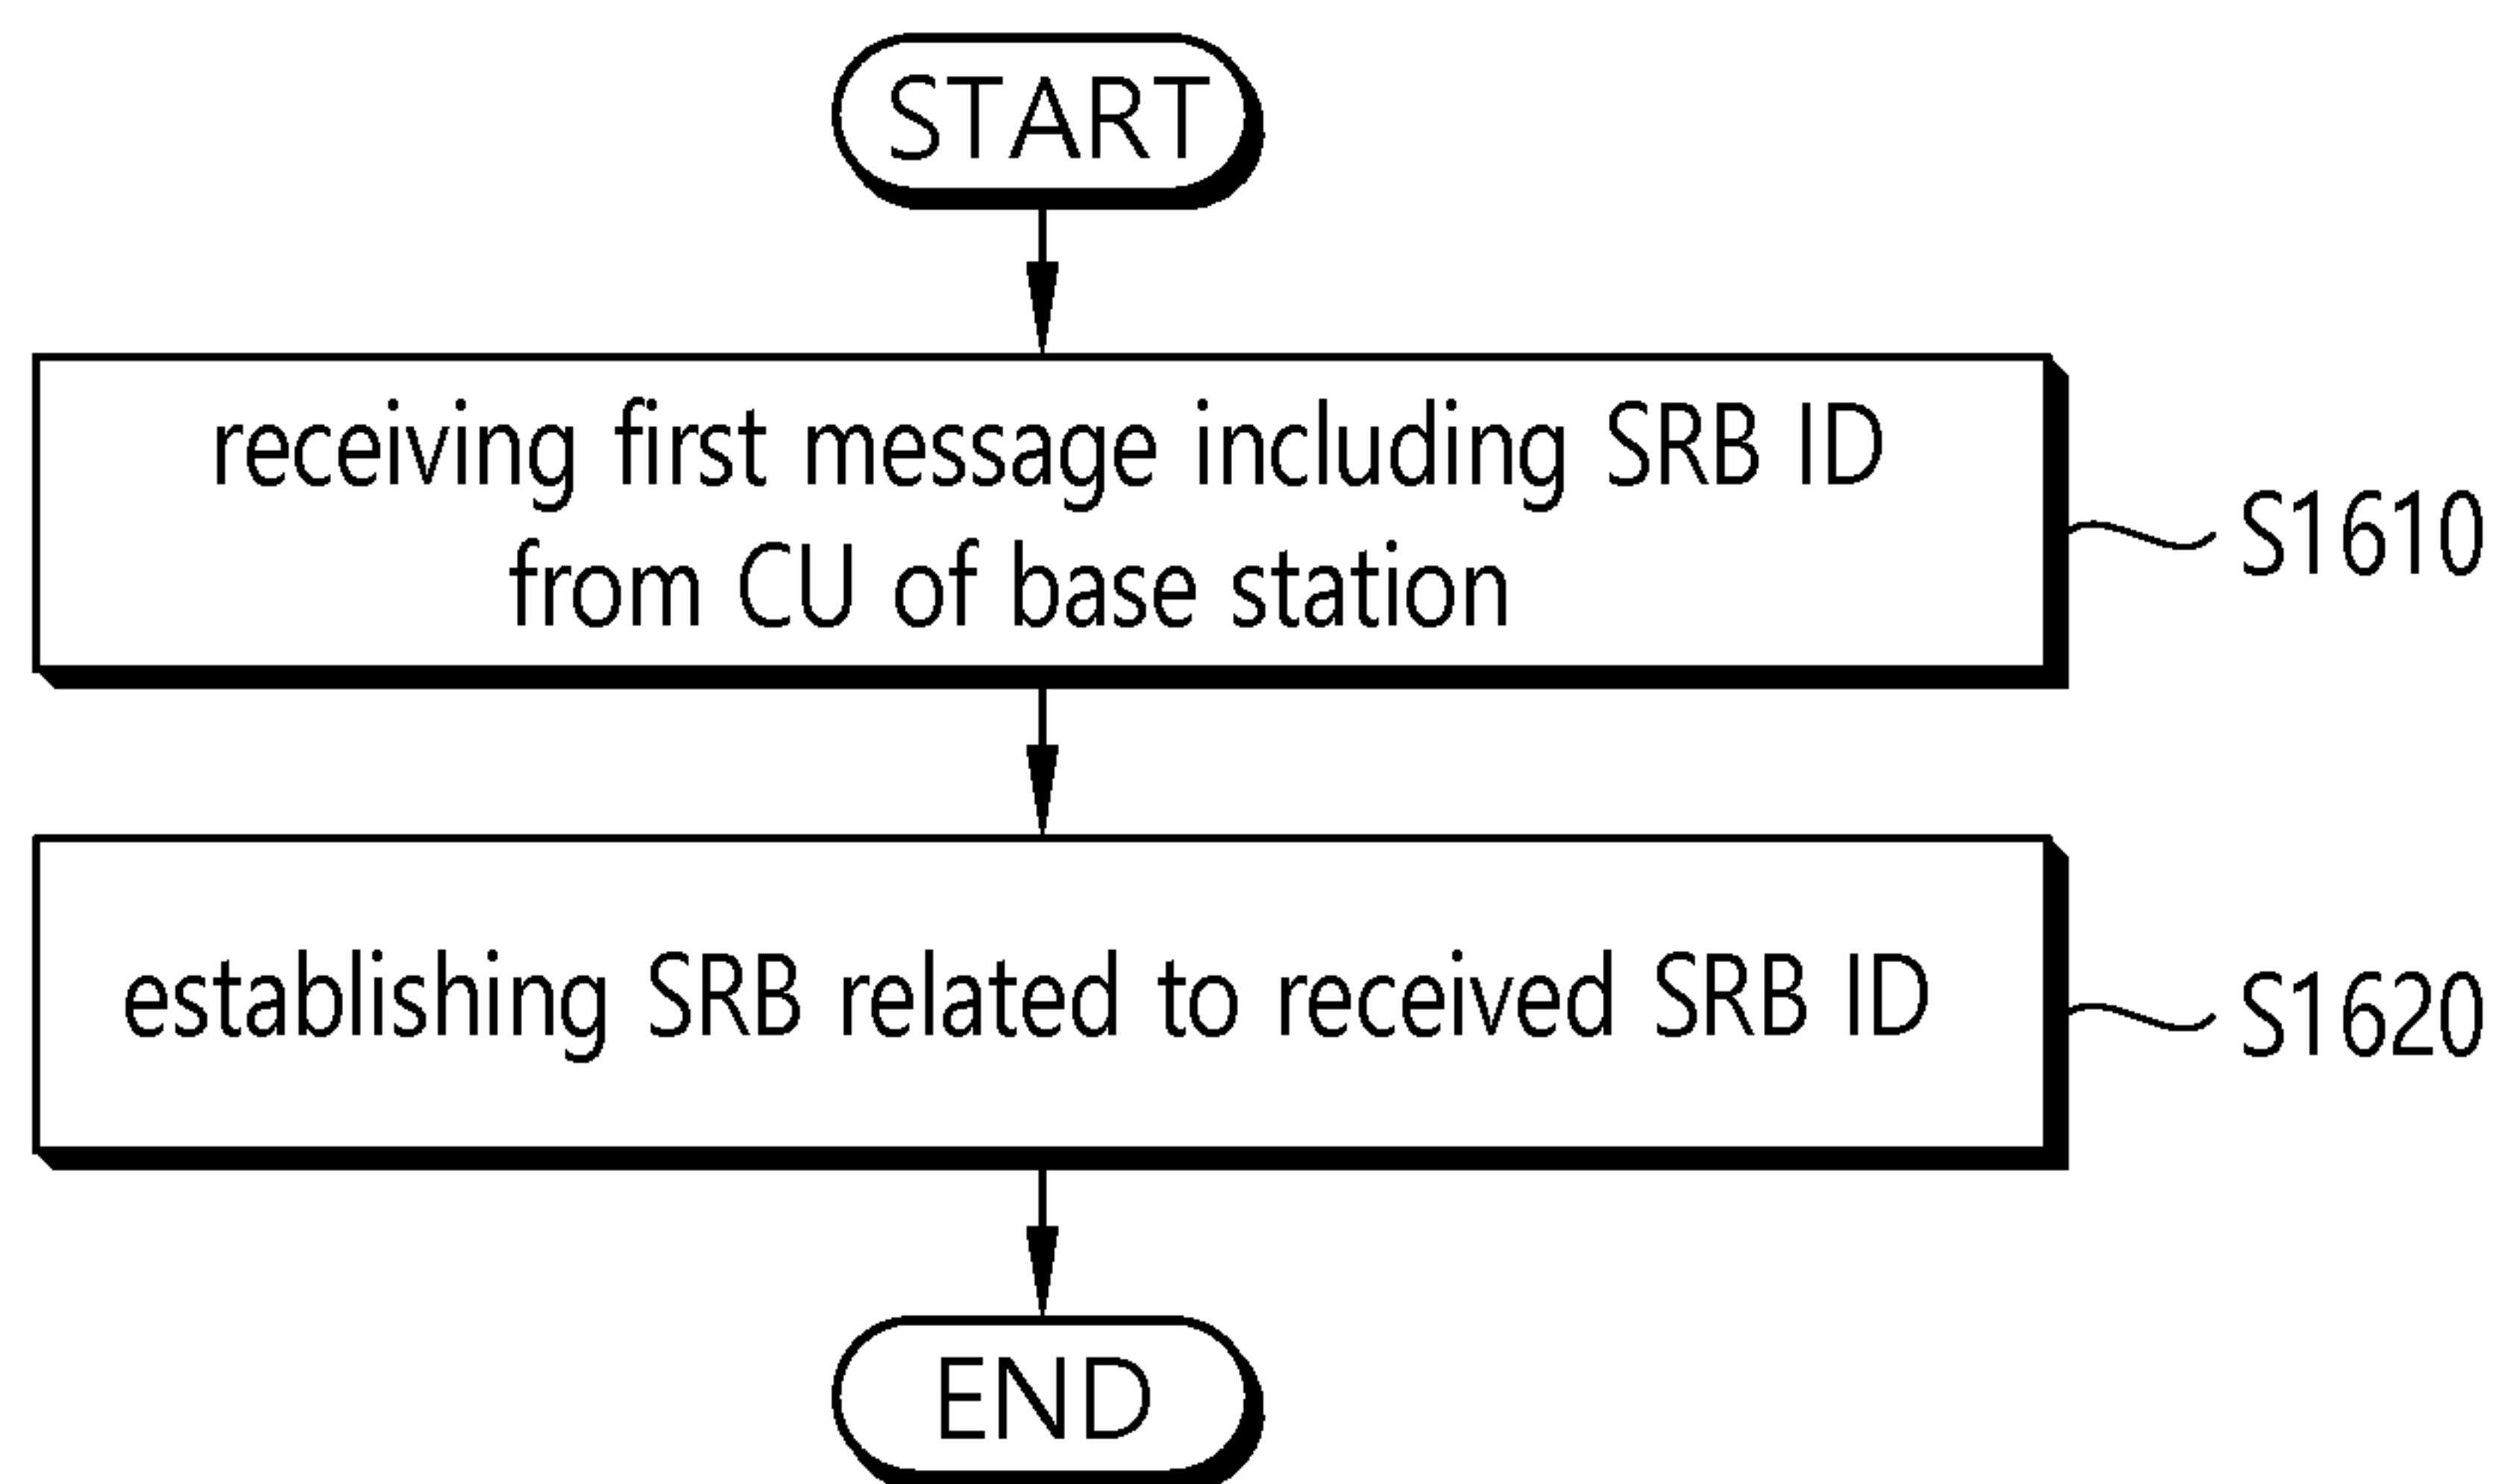 START
receiving first message including SRB ID
from CU of base station
S1610
establishing SRB related to received SRB ID
S1620
END